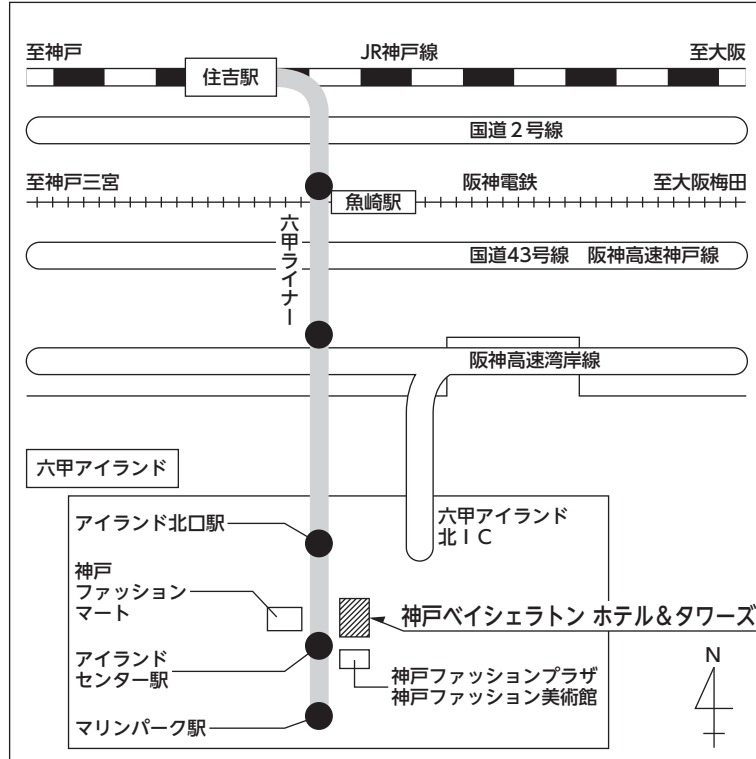 至神戸
JR神戸線
至大阪
住吉駅
国道2号線
至神戸三宮
阪神電鉄
至大阪梅田
魚崎駅
六甲ライナー
国道43号線 阪神高速神戸線
阪神高速湾岸線
六甲アイランド
アイランド北口駅
六甲アイランド
北IC
神戸
ファッション
マート
神戸ベイシェラトン ホテル&タワーズ
アイランド
センター駅
神戸ファッションプラザ
神戸ファッション美術館
マリンパーク駅
N